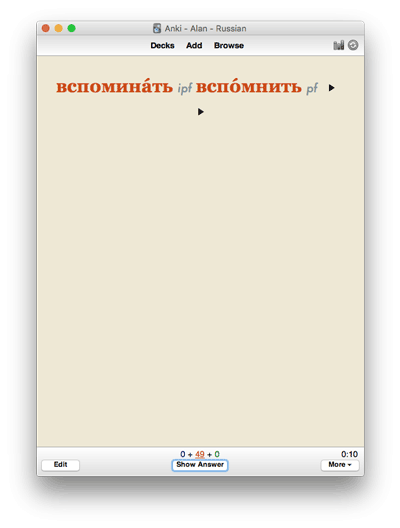 Anki - Alan - Russian
Decks Add Browse
вспомина́ть ipf вспо́мнить pf
0 + 49 + 0
0:10
Edit
Show Answer
More